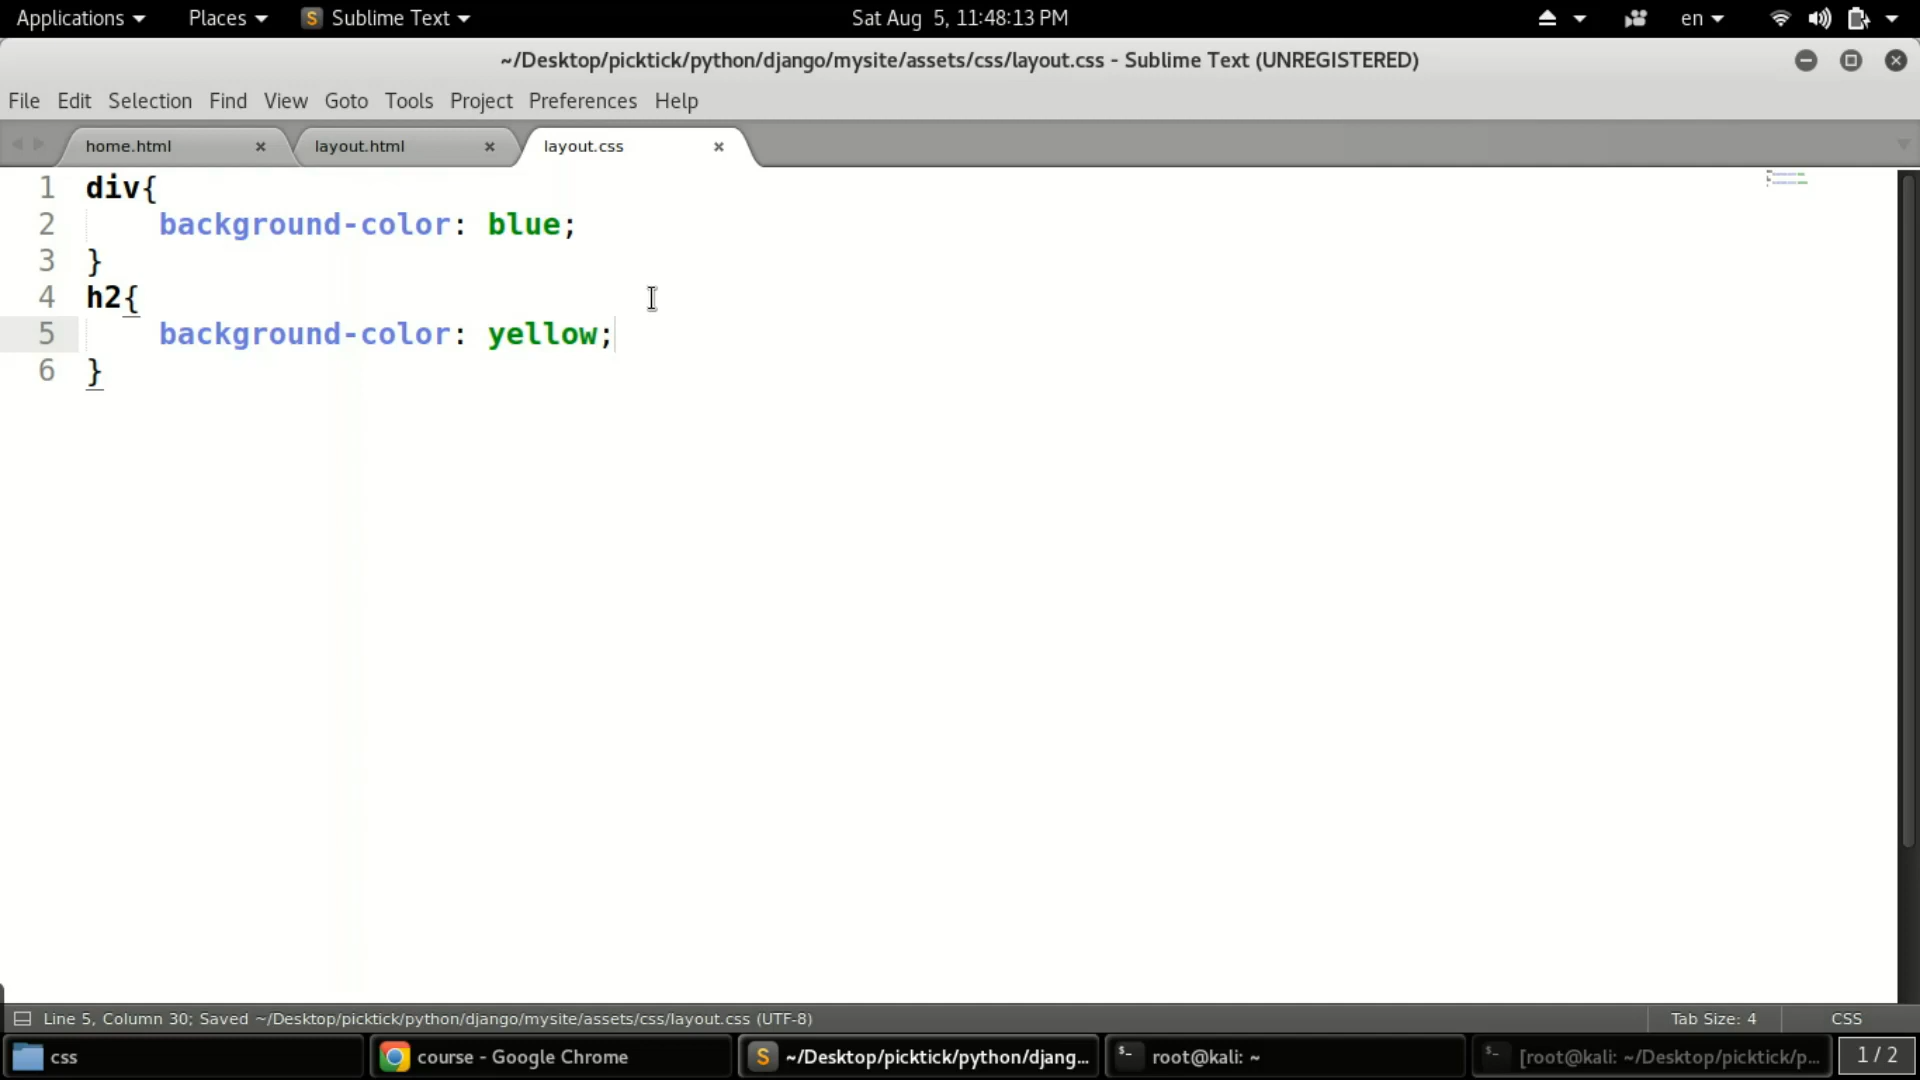 Applications Places Sublime Text Sat Aug 5, 11:48:13 PM en
~/Desktop/picktick/python/django/mysite/assets/css/layout.css - Sublime Text (UNREGISTERED)
File Edit Selection Find View Goto Tools Project Preferences Help
home.html layout.html layout.css
1 div{
2 background-color: blue;
3 }
4 h2{
5 background-color: yellow;
6 }
Line 5, Column 30; Saved ~/Desktop/picktick/python/django/mysite/assets/css/layout.css (UTF-8) Tab Size: 4 CSS
css course - Google Chrome ~/Desktop/picktick/python/djang... root@kali: ~ [root@kali: ~/Desktop/picktick/p... 1 / 2